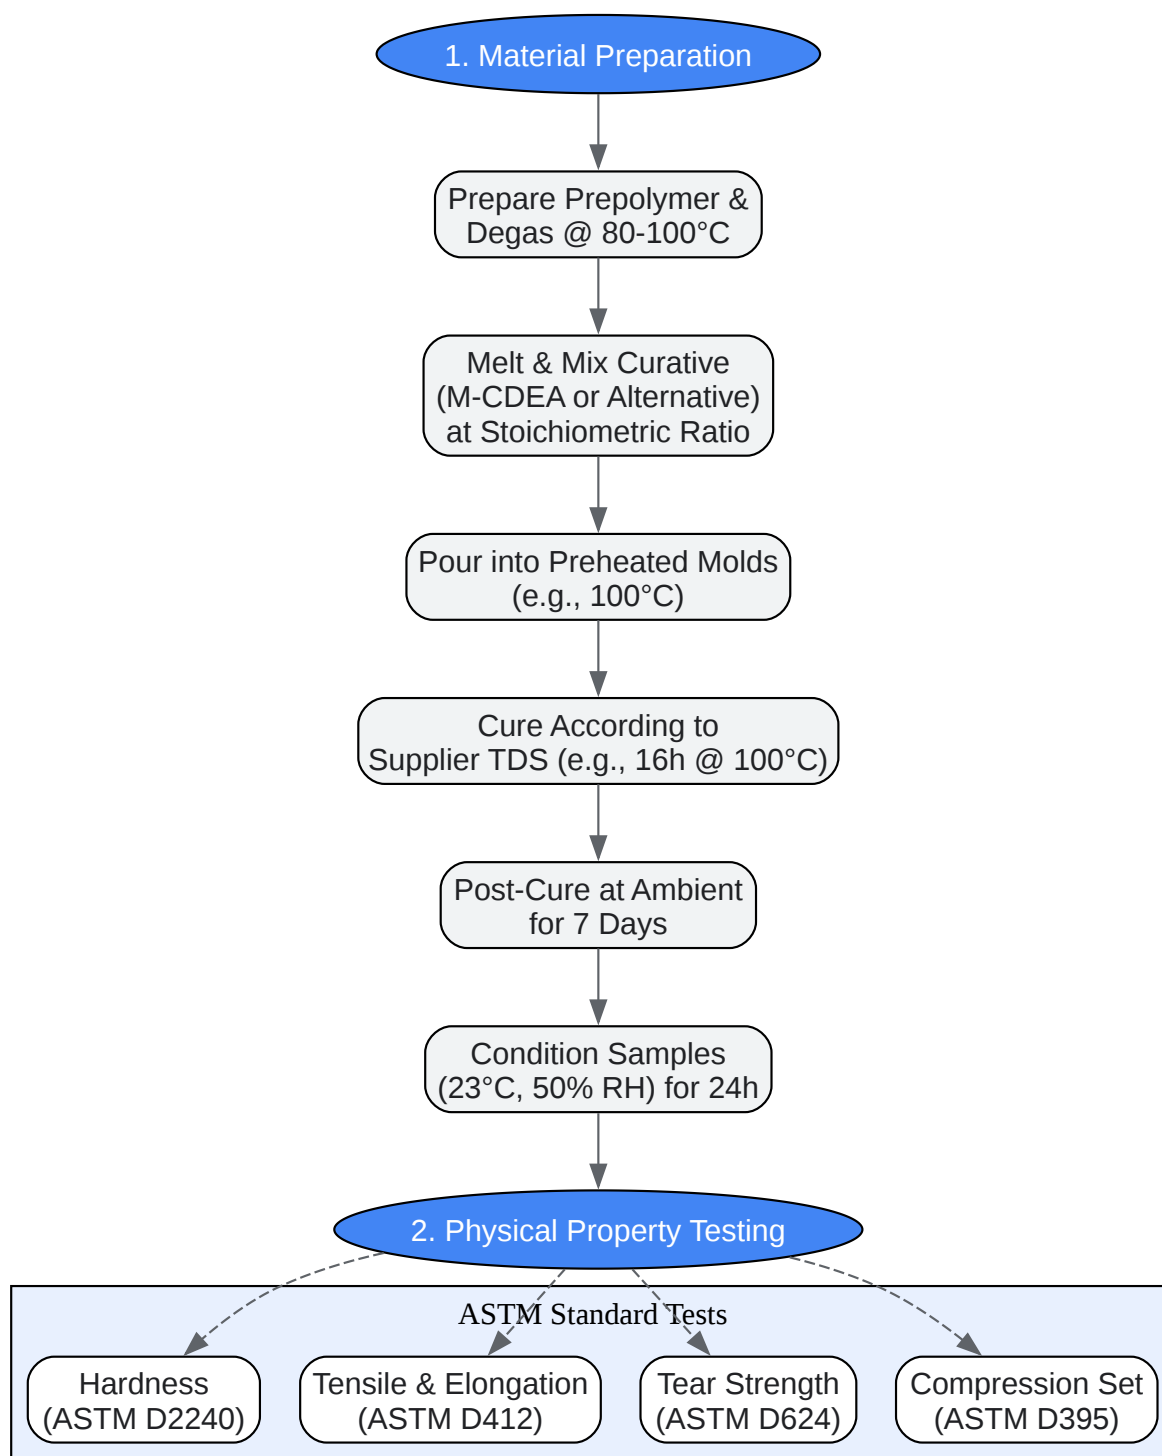 1. Material Preparation
Prepare Prepolymer &
Degas @ 80-100°C
Melt & Mix Curative
(M-CDEA or Alternative)
at Stoichiometric Ratio
Pour into Preheated Molds
(e.g., 100°C)
Cure According to
Supplier TDS (e.g., 16h @ 100°C)
Post-Cure at Ambient
for 7 Days
Condition Samples
(23°C, 50% RH) for 24h
2. Physical Property Testing
ASTM Standard Tests
Hardness
(ASTM D2240)
Tensile & Elongation
(ASTM D412)
Tear Strength
(ASTM D624)
Compression Set
(ASTM D395)